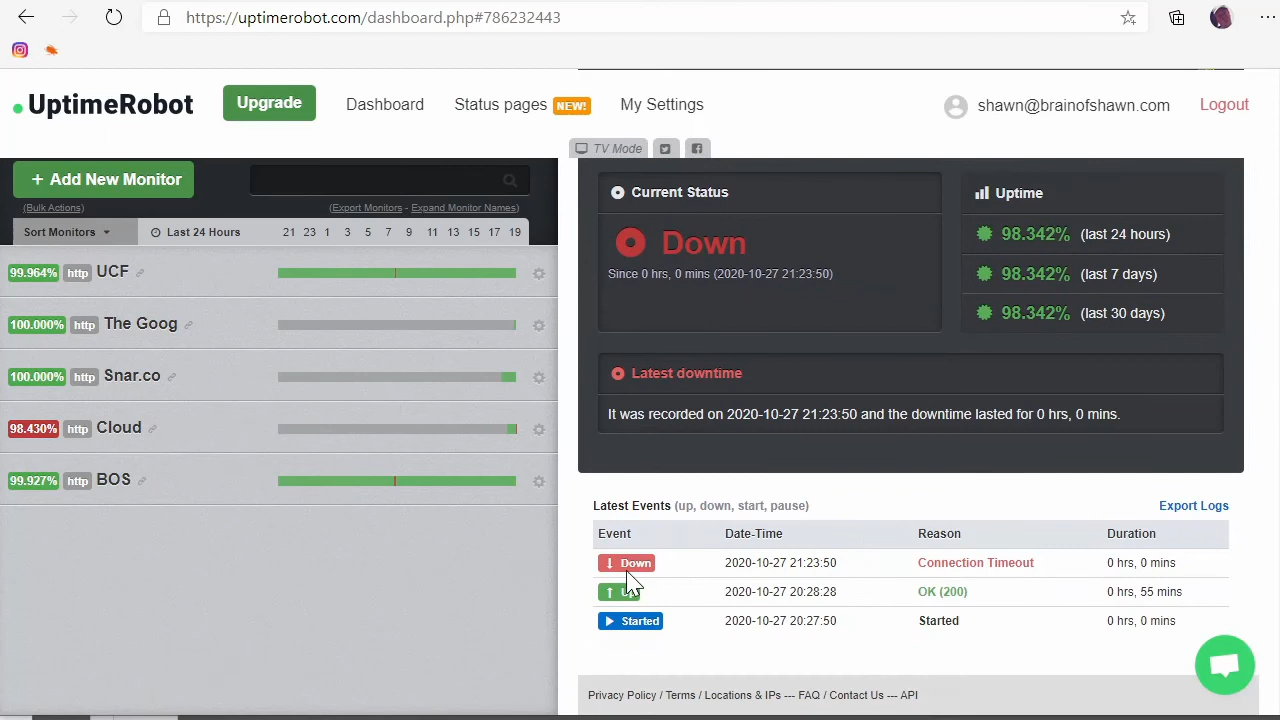 https://uptimerobot.com/dashboard.php#786232443
UptimeRobot
Upgrade
Dashboard
Status pages NEW!
My Settings
shawn@brainofshawn.com
Logout
TV Mode
+ Add New Monitor
(Bulk Actions)
(Export Monitors - Expand Monitor Names)
Sort Monitors
Last 24 Hours
21 23 1 3 5 7 9 11 13 15 17 19
99.964% http UCF
100.000% http The Goog
100.000% http Snar.co
98.430% http Cloud
99.927% http BOS
Current Status
Down
Since 0 hrs, 0 mins (2020-10-27 21:23:50)
Uptime
98.342% (last 24 hours)
98.342% (last 7 days)
98.342% (last 30 days)
Latest downtime
It was recorded on 2020-10-27 21:23:50 and the downtime lasted for 0 hrs, 0 mins.
Latest Events (up, down, start, pause)
Export Logs
Event Date-Time Reason Duration
Down 2020-10-27 21:23:50 Connection Timeout 0 hrs, 0 mins
2020-10-27 20:28:28 OK (200) 0 hrs, 55 mins
Started 2020-10-27 20:27:50 Started 0 hrs, 0 mins
Privacy Policy / Terms / Locations & IPs --- FAQ / Contact Us --- API